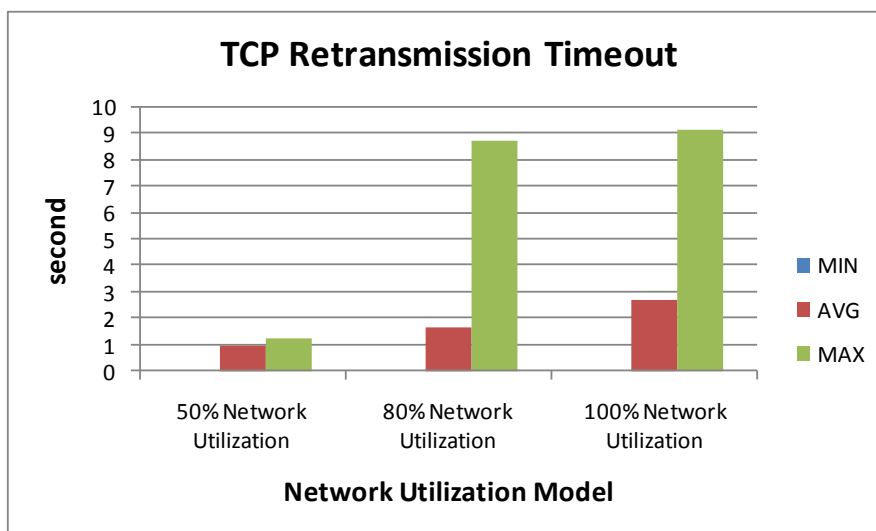 TCP Retransmission Timeout
10
9
8
7
6
5
4
3
2
1
0
second
50% Network
Utilization
80% Network
Utilization
100% Network
Utilization
Network Utilization Model
MIN
AVG
MAX